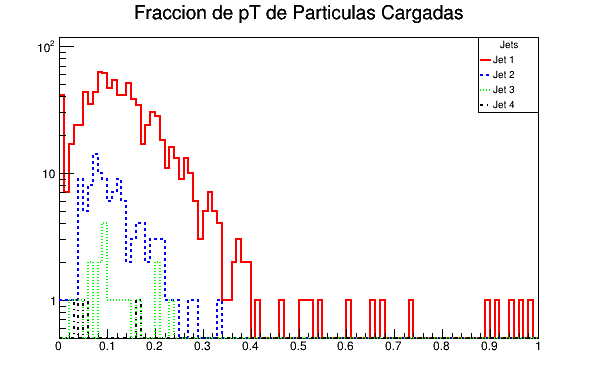 Fraccion de pT de Particulas Cargadas
Jets
Jet 1
Jet 2
Jet 3
Jet 4
10²
10
1
0 0.1 0.2 0.3 0.4 0.5 0.6 0.7 0.8 0.9 1